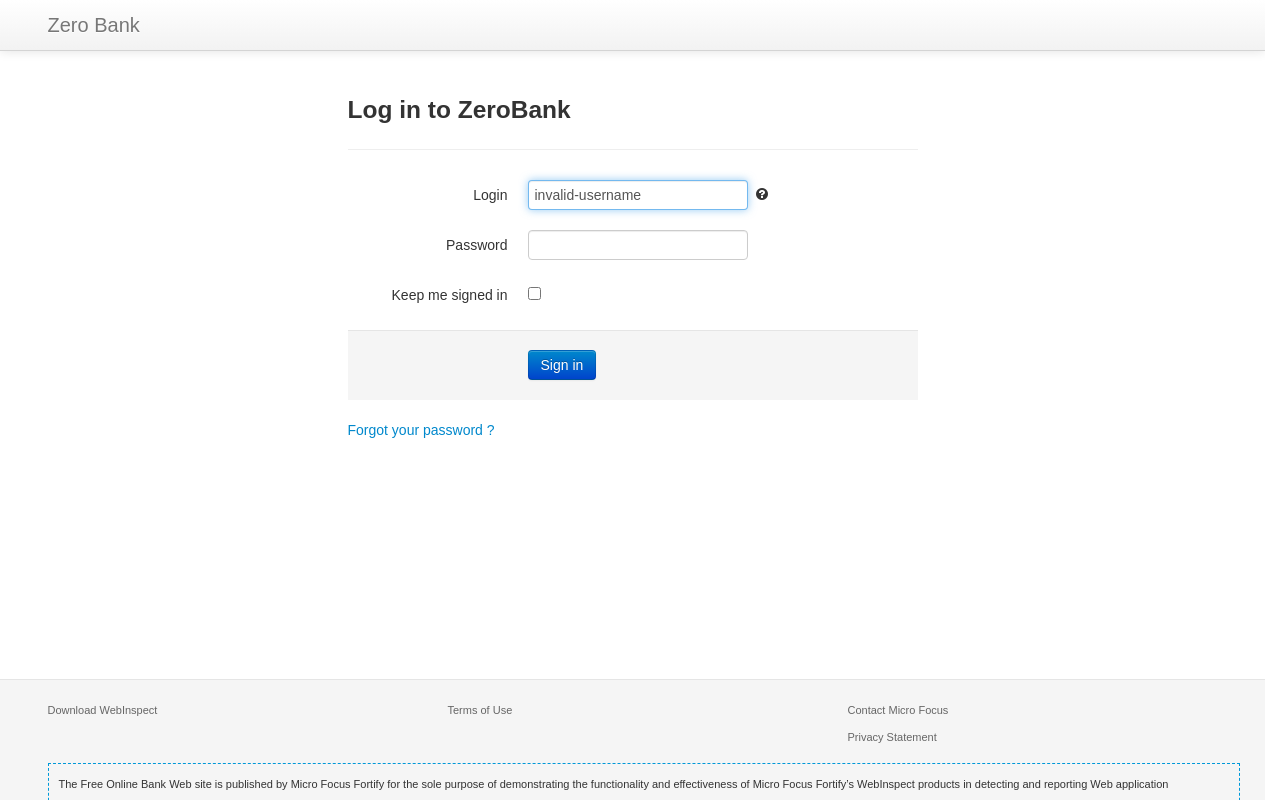 Zero Bank
Log in to ZeroBank
Login invalid-username
Password
Keep me signed in
Sign in
Forgot your password ?
Download WebInspect Terms of Use Contact Micro Focus
Privacy Statement
The Free Online Bank Web site is published by Micro Focus Fortify for the sole purpose of demonstrating the functionality and effectiveness of Micro Focus Fortify's WebInspect products in detecting and reporting Web application